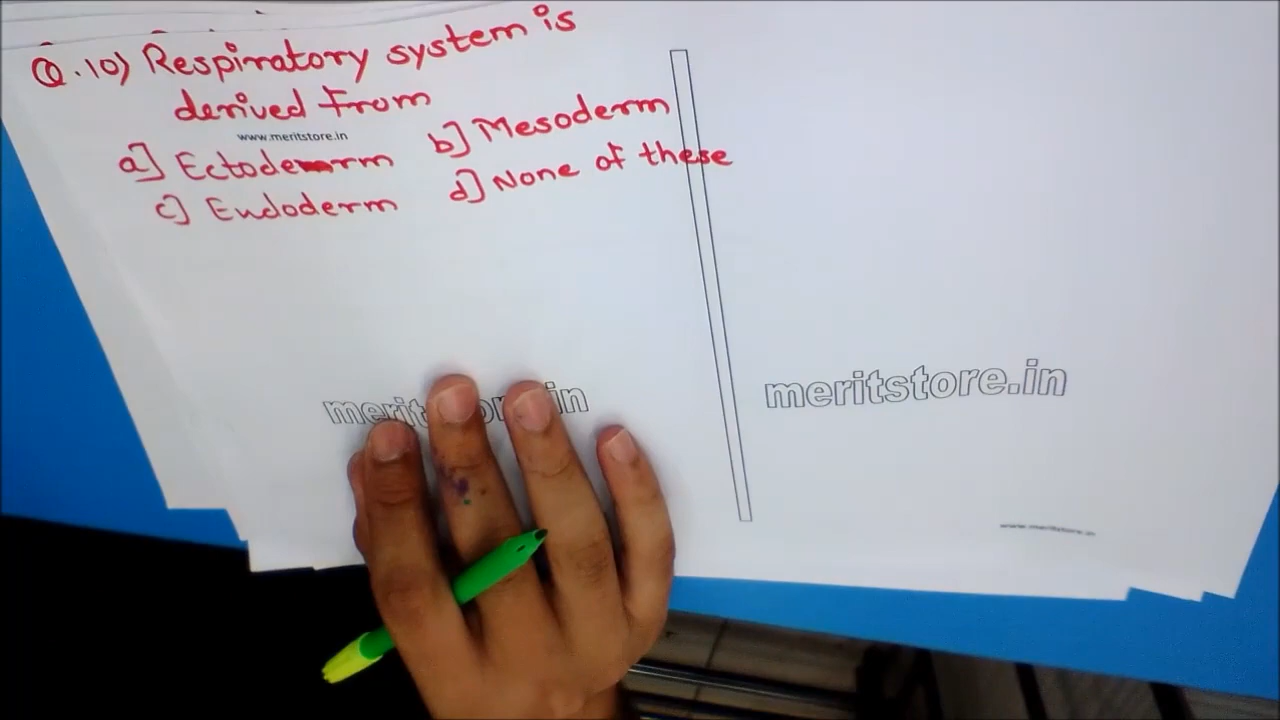 Q.10) Respiratory system is
derived from
www.meritstore.in
a] Ectoderm b] Mesoderm
c] Endoderm d] None of these
meritstore.in
www.meritstore.in